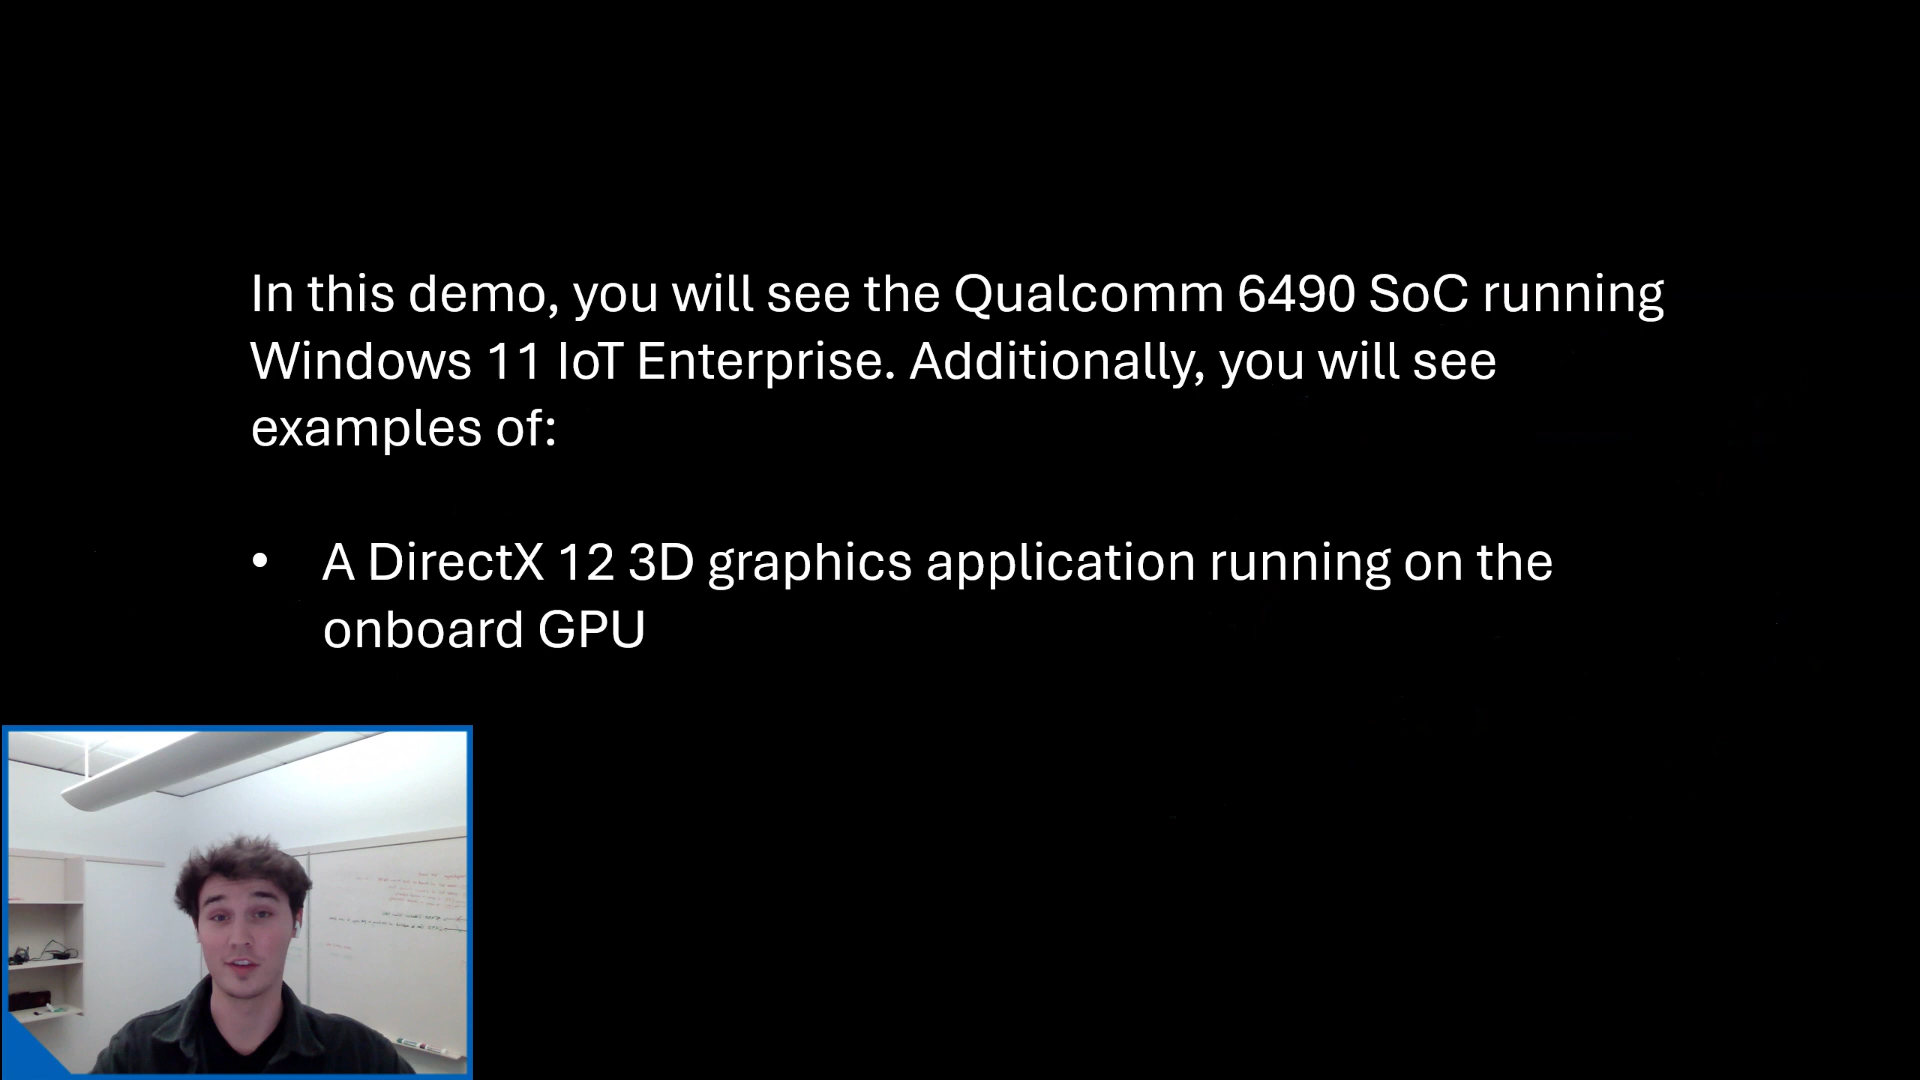 In this demo, you will see the Qualcomm 6490 SoC running
Windows 11 IoT Enterprise. Additionally, you will see
examples of:
• A DirectX 12 3D graphics application running on the
onboard GPU